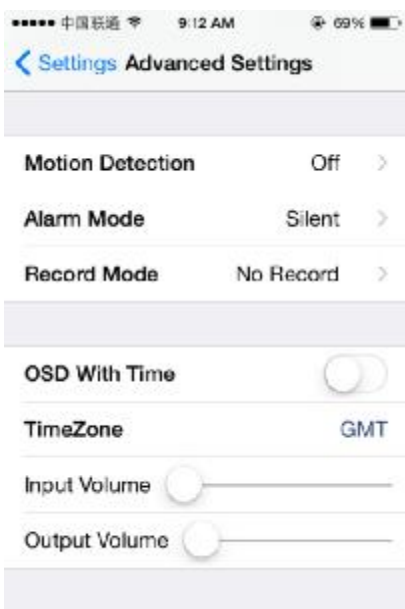 中国联通 9:12 AM 69%
Settings Advanced Settings
Motion Detection Off
Alarm Mode Silent
Record Mode No Record
OSD With Time
TimeZone GMT
Input Volume
Output Volume